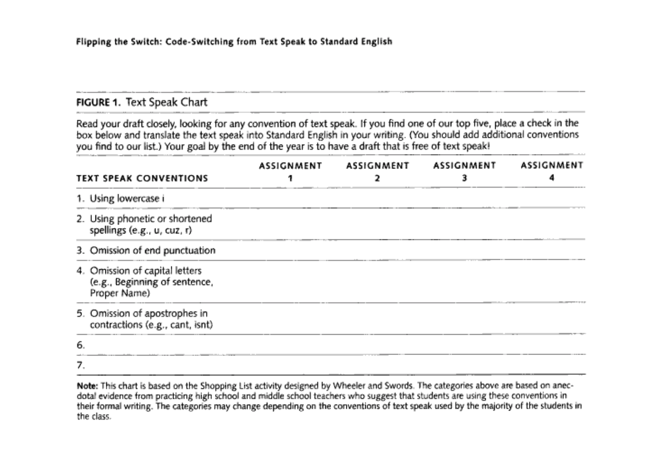 Flipping the Switch: Code-Switching from Text Speak to Standard English
FIGURE 1. Text Speak Chart
Read your draft closely, looking for any convention of text speak. If you find one of our top five, place a check in the
box below and translate the text speak into Standard English in your writing. (You should add additional conventions
you find to our list.) Your goal by the end of the year is to have a draft that is free of text speak!
ASSIGNMENT ASSIGNMENT ASSIGNMENT ASSIGNMENT
TEXT SPEAK CONVENTIONS 1 2 3 4
1. Using lowercase i
2. Using phonetic or shortened
spellings (e.g., u, cuz, r)
3. Omission of end punctuation
4. Omission of capital letters
(e.g., Beginning of sentence,
Proper Name)
5. Omission of apostrophes in
contractions (e.g., cant, isnt)
6.
7.
Note: This chart is based on the Shopping List activity designed by Wheeler and Swords. The categories above are based on anec-
dotal evidence from practicing high school and middle school teachers who suggest that students are using these conventions in
their formal writing. The categories may change depending on the conventions of text speak used by the majority of the students in
the class.